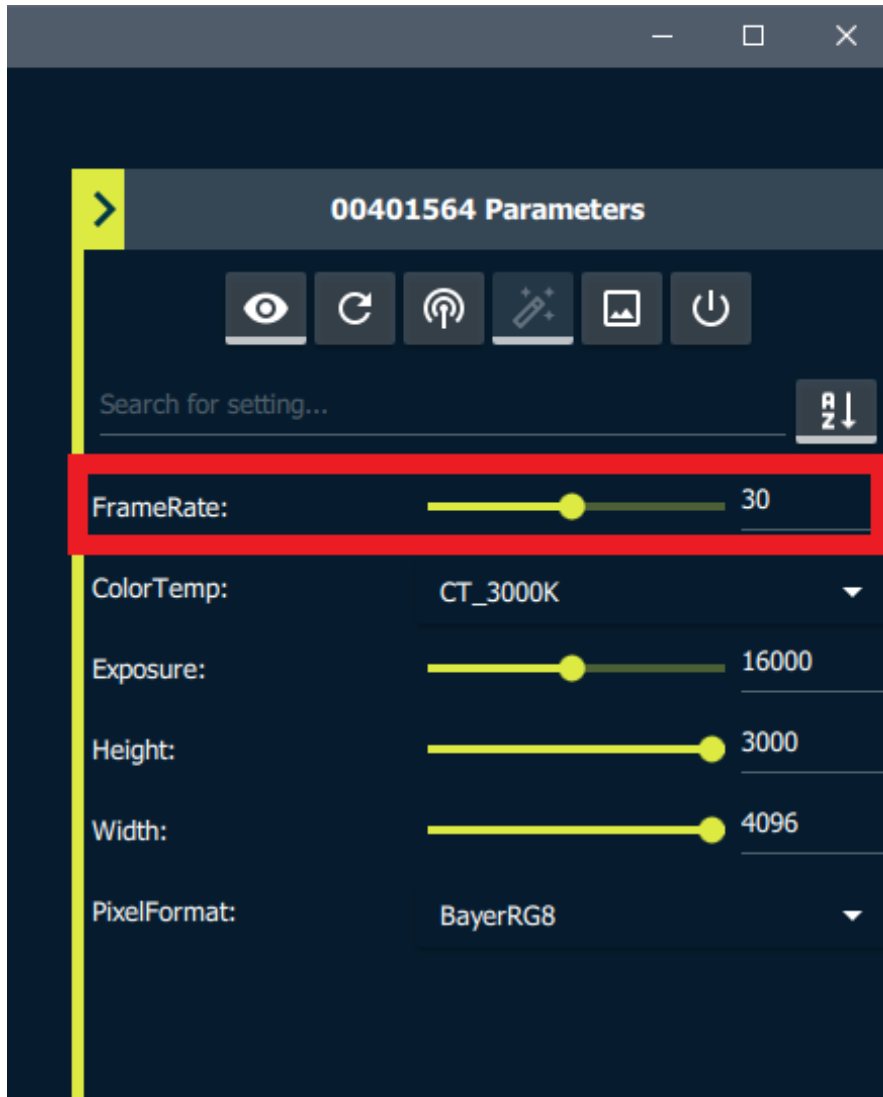 00401564 Parameters
Search for setting...
A
Z
FrameRate: 30
ColorTemp: CT_3000K
Exposure: 16000
Height: 3000
Width: 4096
PixelFormat: BayerRG8